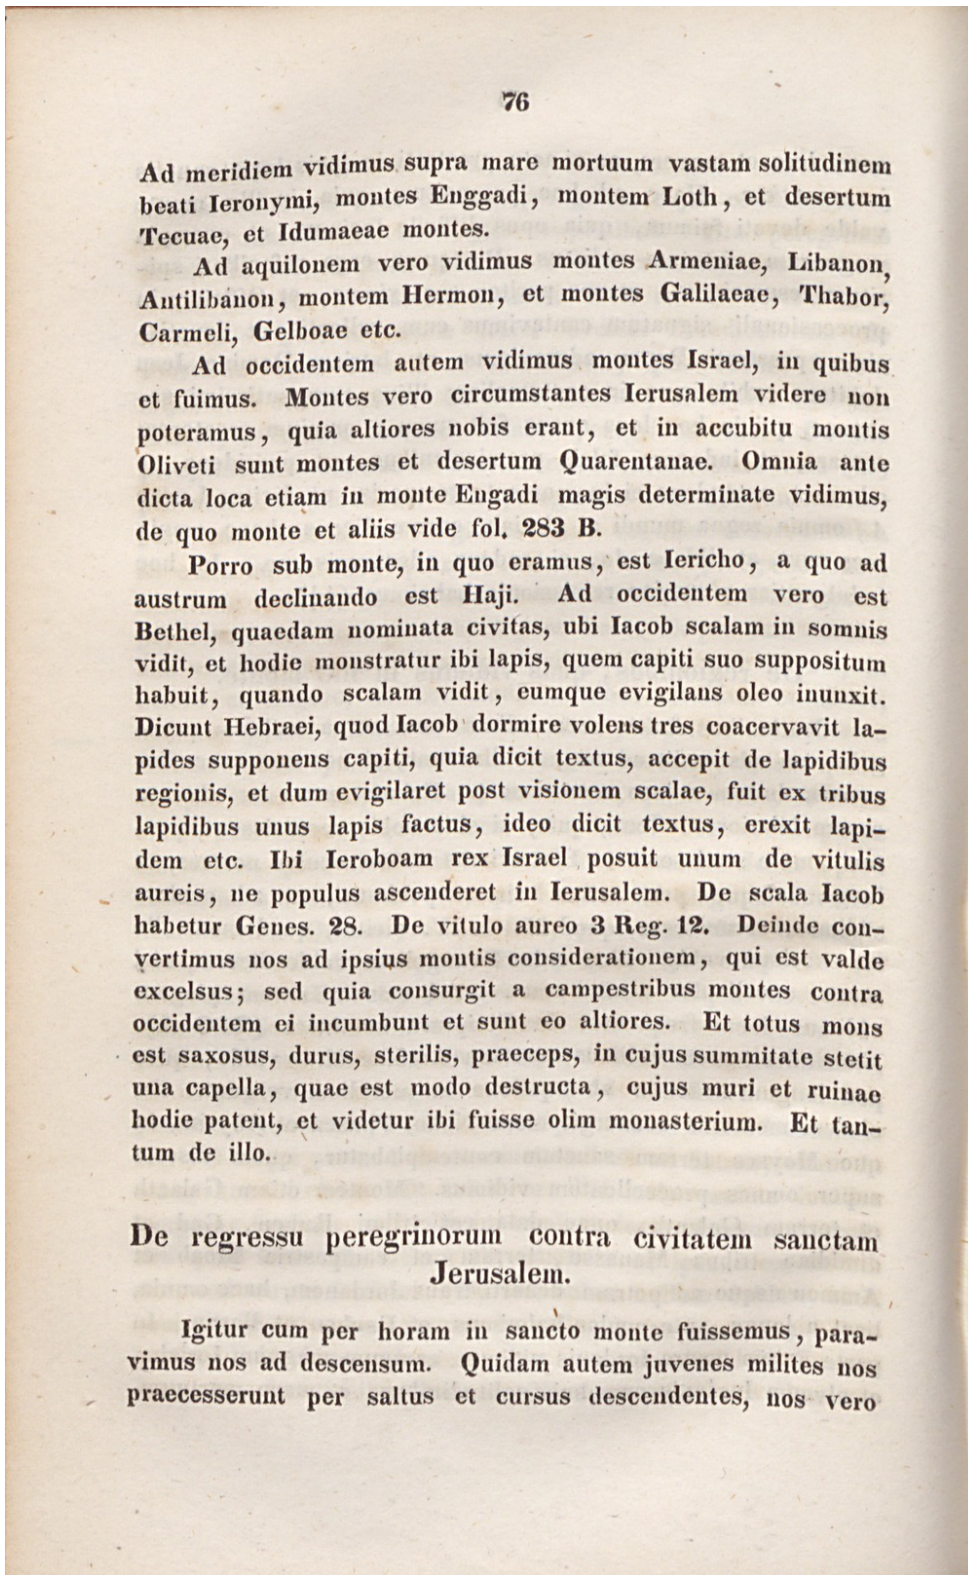 76
Ad meridiem vidimus supra mare mortuum vastam solitudinem
beati Ieronymi, montes Enggadi, montem Loth, et desertum
Tecuae, et Idumaeae montes.
Ad aquilonem vero vidimus montes Armeniae, Libanon,
Antilibanon, montem Hermon, et montes Galilaeae, Thabor,
Carmeli, Gelboae etc.
Ad occidentem autem vidimus montes Israel, in quibus
et fuimus. Montes vero circumstantes Ierusalem videre non
poteramus, quia altiores nobis erant, et in accubitu montis
Oliveti sunt montes et desertum Quarentanae. Omnia ante
dicta loca etiam in monte Engadi magis determinate vidimus,
de quo monte et aliis vide fol. 283 B.
Porro sub monte, in quo eramus, est Iericho, a quo ad
austrum declinando est Haji. Ad occidentem vero est
Bethel, quaedam nominata civitas, ubi Iacob scalam in somnis
vidit, et hodie monstratur ibi lapis, quem capiti suo suppositum
habuit, quando scalam vidit, eumque evigilans oleo inunxit.
Dicunt Hebraei, quod Iacob dormire volens tres coacervavit la-
pides supponens capiti, quia dicit textus, accepit de lapidibus
regionis, et dum evigilaret post visionem scalae, fuit ex tribus
lapidibus unus lapis factus, ideo dicit textus, erexit lapi-
dem etc. Ibi Ieroboam rex Israel posuit unum de vitulis
aureis, ne populus ascenderet in Ierusalem. De scala Iacob
habetur Genes. 28. De vitulo aureo 3 Reg. 12. Deinde con-
vertimus nos ad ipsius montis considerationem, qui est valde
excelsus; sed quia consurgit a campestribus montes contra
occidentem ei incumbunt et sunt eo altiores. Et totus mons
est saxosus, durus, sterilis, praeceps, in cujus summitate stetit
una capella, quae est modo destructa, cujus muri et ruinae
hodie patent, et videtur ibi fuisse olim monasterium. Et tan-
tum de illo.
De regressu peregrinorum contra civitatem sanctam
Jerusalem.
Igitur cum per horam in sancto monte fuissemus, para-
vimus nos ad descensum. Quidam autem juvenes milites nos
praecesserunt per saltus et cursus descendentes, nos vero